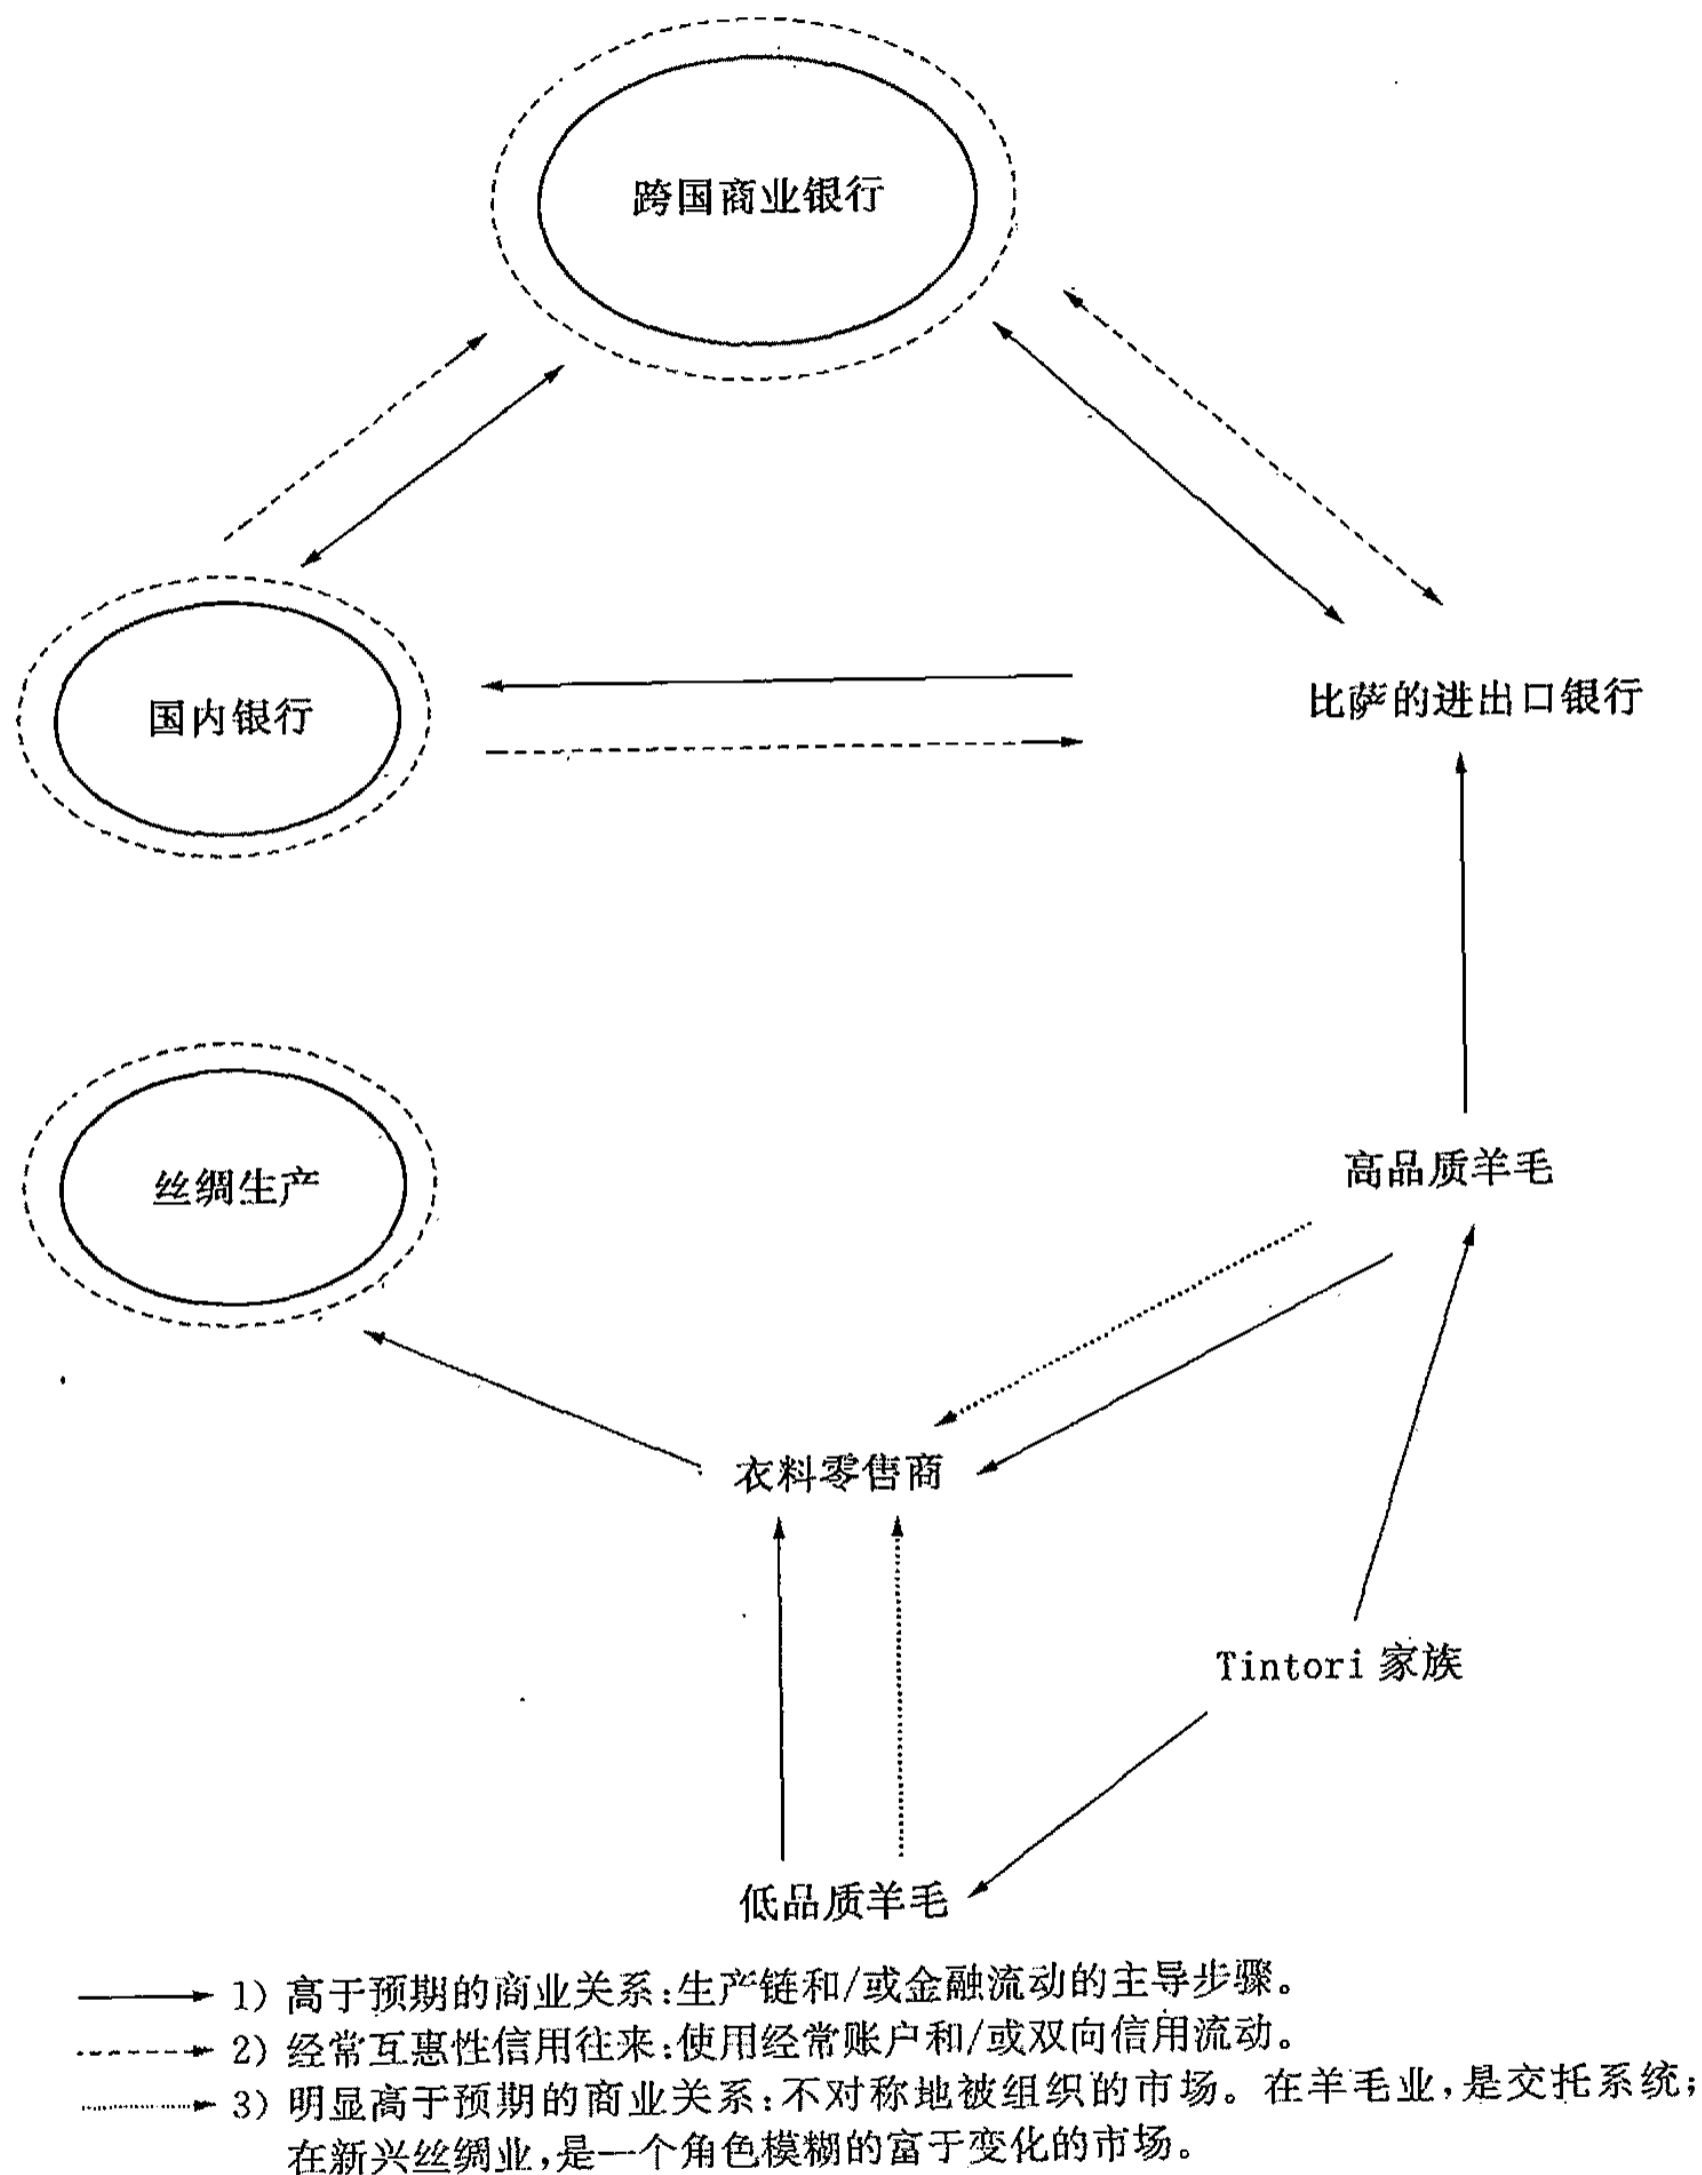 跨国商业银行
国内银行
比萨的进出口银行
丝绸生产
高品质羊毛
衣料零售商
Tintori 家族
低品质羊毛
1) 高于预期的商业关系:生产链和/或金融流动的主导步骤。
2) 经常互惠性信用往来:使用经常账户和/或双向信用流动。
3) 明显高于预期的商业关系:不对称地被组织的市场。在羊毛业,是交托系统;
在新兴丝绸业,是一个角色模糊的富于变化的市场。